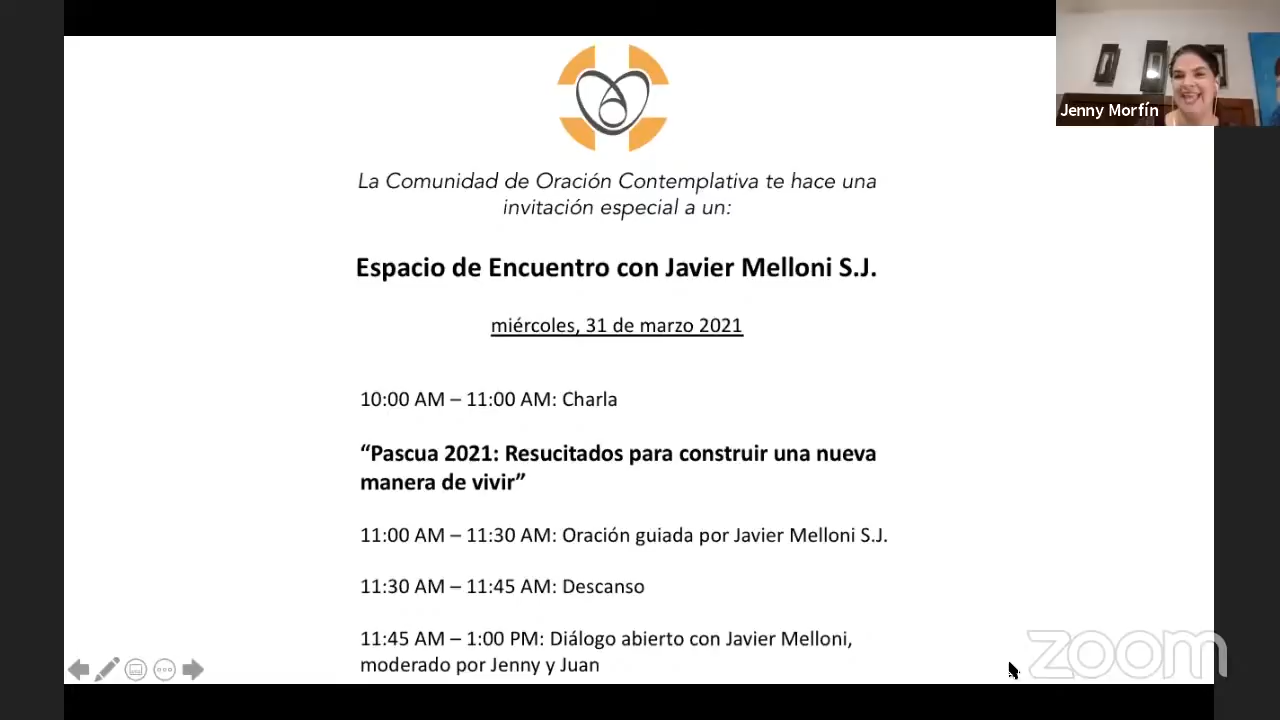 Jenny Morfín
La Comunidad de Oración Contemplativa te hace una
invitación especial a un:
Espacio de Encuentro con Javier Melloni S.J.
miércoles, 31 de marzo 2021
10:00 AM – 11:00 AM: Charla
“Pascua 2021: Resucitados para construir una nueva
manera de vivir”
11:00 AM – 11:30 AM: Oración guiada por Javier Melloni S.J.
11:30 AM – 11:45 AM: Descanso
11:45 AM – 1:00 PM: Diálogo abierto con Javier Melloni,
moderado por Jenny y Juan
zoom